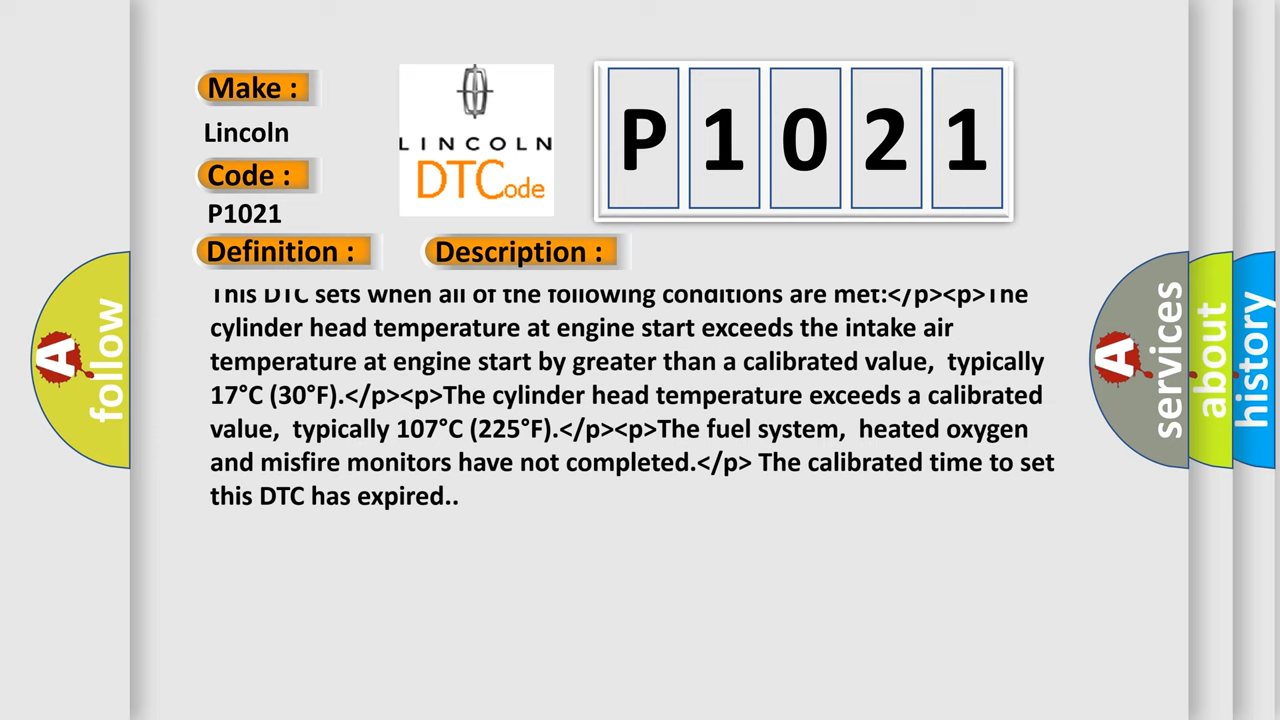 Make :
Lincoln
Code :
P1021
Definition :
Description :
LINCOLN
DTCode
P1021
This DTC sets when all of the following conditions are met:</p><p>The
cylinder head temperature at engine start exceeds the intake air
temperature at engine start by greater than a calibrated value, typically
17°C (30°F).</p><p>The cylinder head temperature exceeds a calibrated
value, typically 107°C (225°F).</p><p>The fuel system, heated oxygen
and misfire monitors have not completed.</p> The calibrated time to set
this DTC has expired..
A follow
A services
about
history